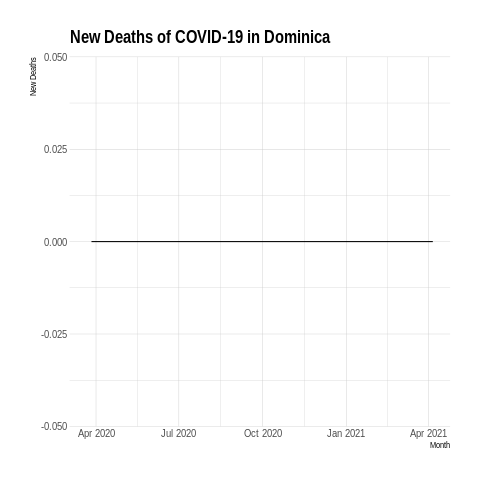 New Deaths of COVID-19 in Dominica
New Deaths
0.050
0.025
0.000
-0.025
-0.050
Apr 2020 Jul 2020 Oct 2020 Jan 2021 Apr 2021
Month